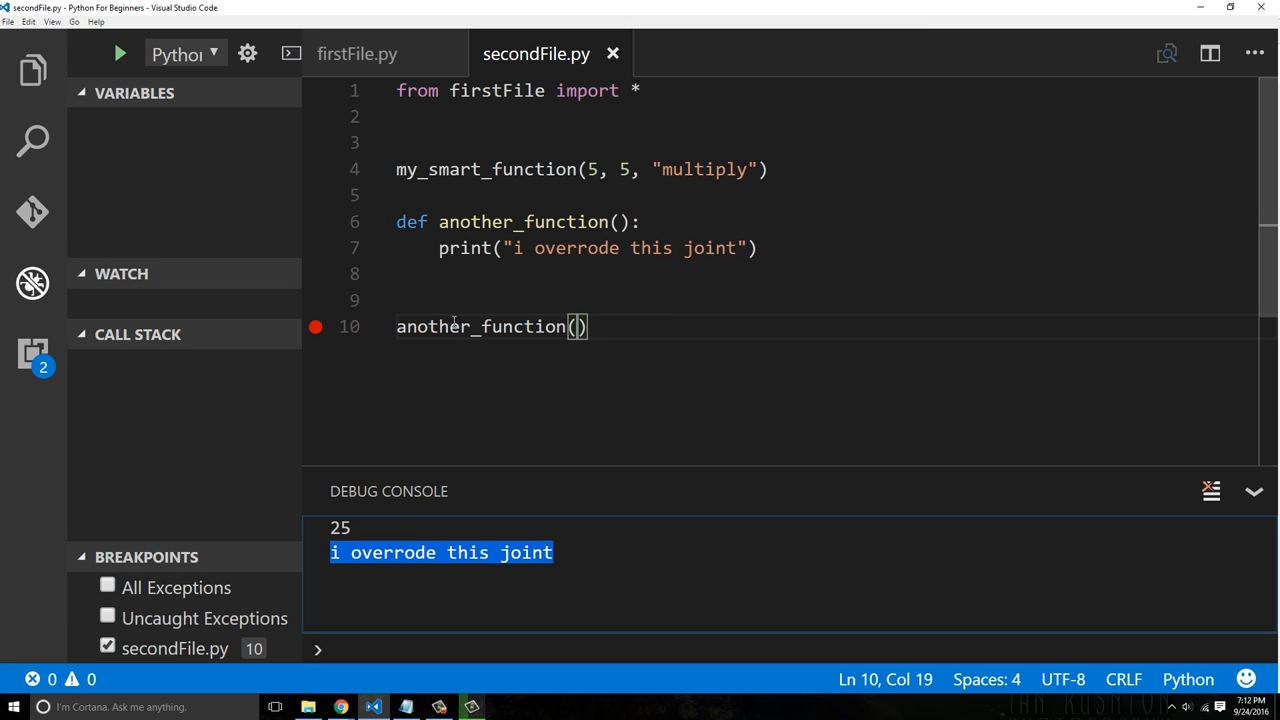 secondFile.py - Python For Beginners - Visual Studio Code
File Edit View Go Help
Pythor
firstFile.py
secondFile.py
VARIABLES
WATCH
CALL STACK
2
BREAKPOINTS
All Exceptions
Uncaught Exceptions
secondFile.py 10
1 from firstFile import *
2
3
4 my_smart_function(5, 5, "multiply")
5
6 def another_function():
7 print("i overrode this joint")
8
9
10 another_function()
DEBUG CONSOLE
25
i overrode this joint
0 0
Ln 10, Col 19 Spaces: 4 UTF-8 CRLF Python
I'm Cortana. Ask me anything.
7:12 PM
9/24/2016